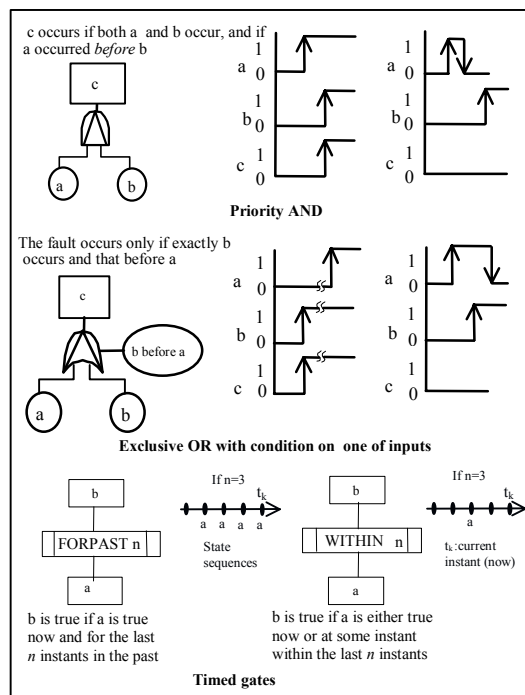 c occurs if both a and b occur, and if
a occurred before b
c
a
b
1
a
0
1
b
0
1
c
0
1
a
0
1
b
0
1
c
0
Priority AND
The fault occurs only if exactly b
occurs and that before a
c
b before a
a
b
1
a
0
1
b
0
1
c
0
1
a
0
1
b
0
1
c
0
Exclusive OR with condition on one of inputs
b
FORPAST n
a
If n=3
tk
a a a a
State
sequences
b is true if a is true
now and for the last
n instants in the past
b
WITHIN n
a
If n=3
tk
a
tk:current
instant (now)
b is true if a is either true
now or at some instant
within the last n instants
Timed gates